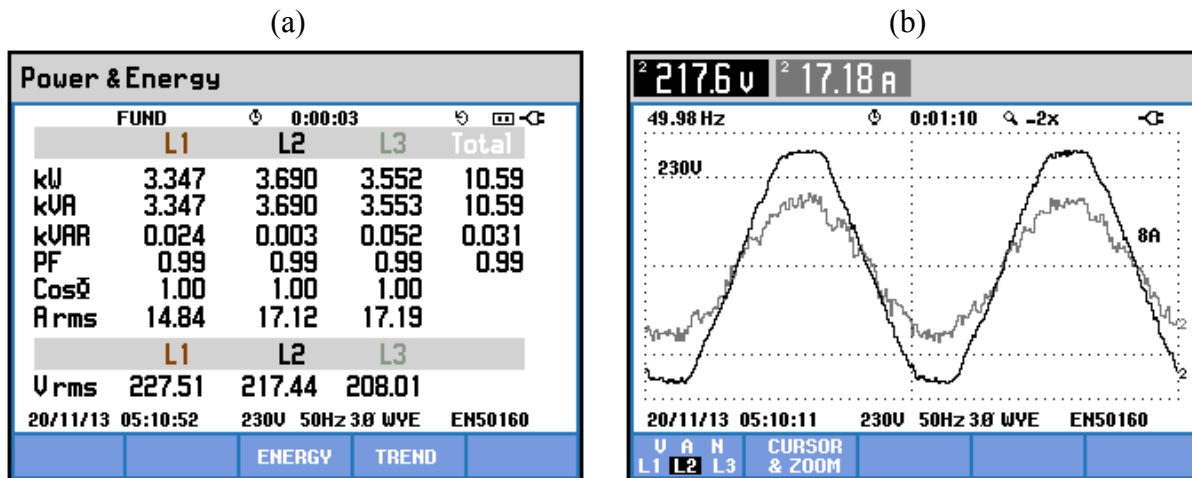 (a)
Power & Energy
FUND 0:00:03
L1 L2 L3 Total
kW 3.347 3.690 3.552 10.59
kVA 3.347 3.690 3.553 10.59
kVAR 0.024 0.003 0.052 0.031
PF 0.99 0.99 0.99 0.99
CosΦ 1.00 1.00 1.00
A rms 14.84 17.12 17.19
L1 L2 L3
V rms 227.51 217.44 208.01
20/11/13 05:10:52 230V 50Hz 3Ø WYE EN50160
ENERGY TREND
(b)
2 217.6 V 2 17.18 A
49.98 Hz 0:01:10 -2x
230V
8A
2
2
20/11/13 05:10:11 230V 50Hz 3Ø WYE EN50160
V A N CURSOR
L1 L2 L3 & ZOOM